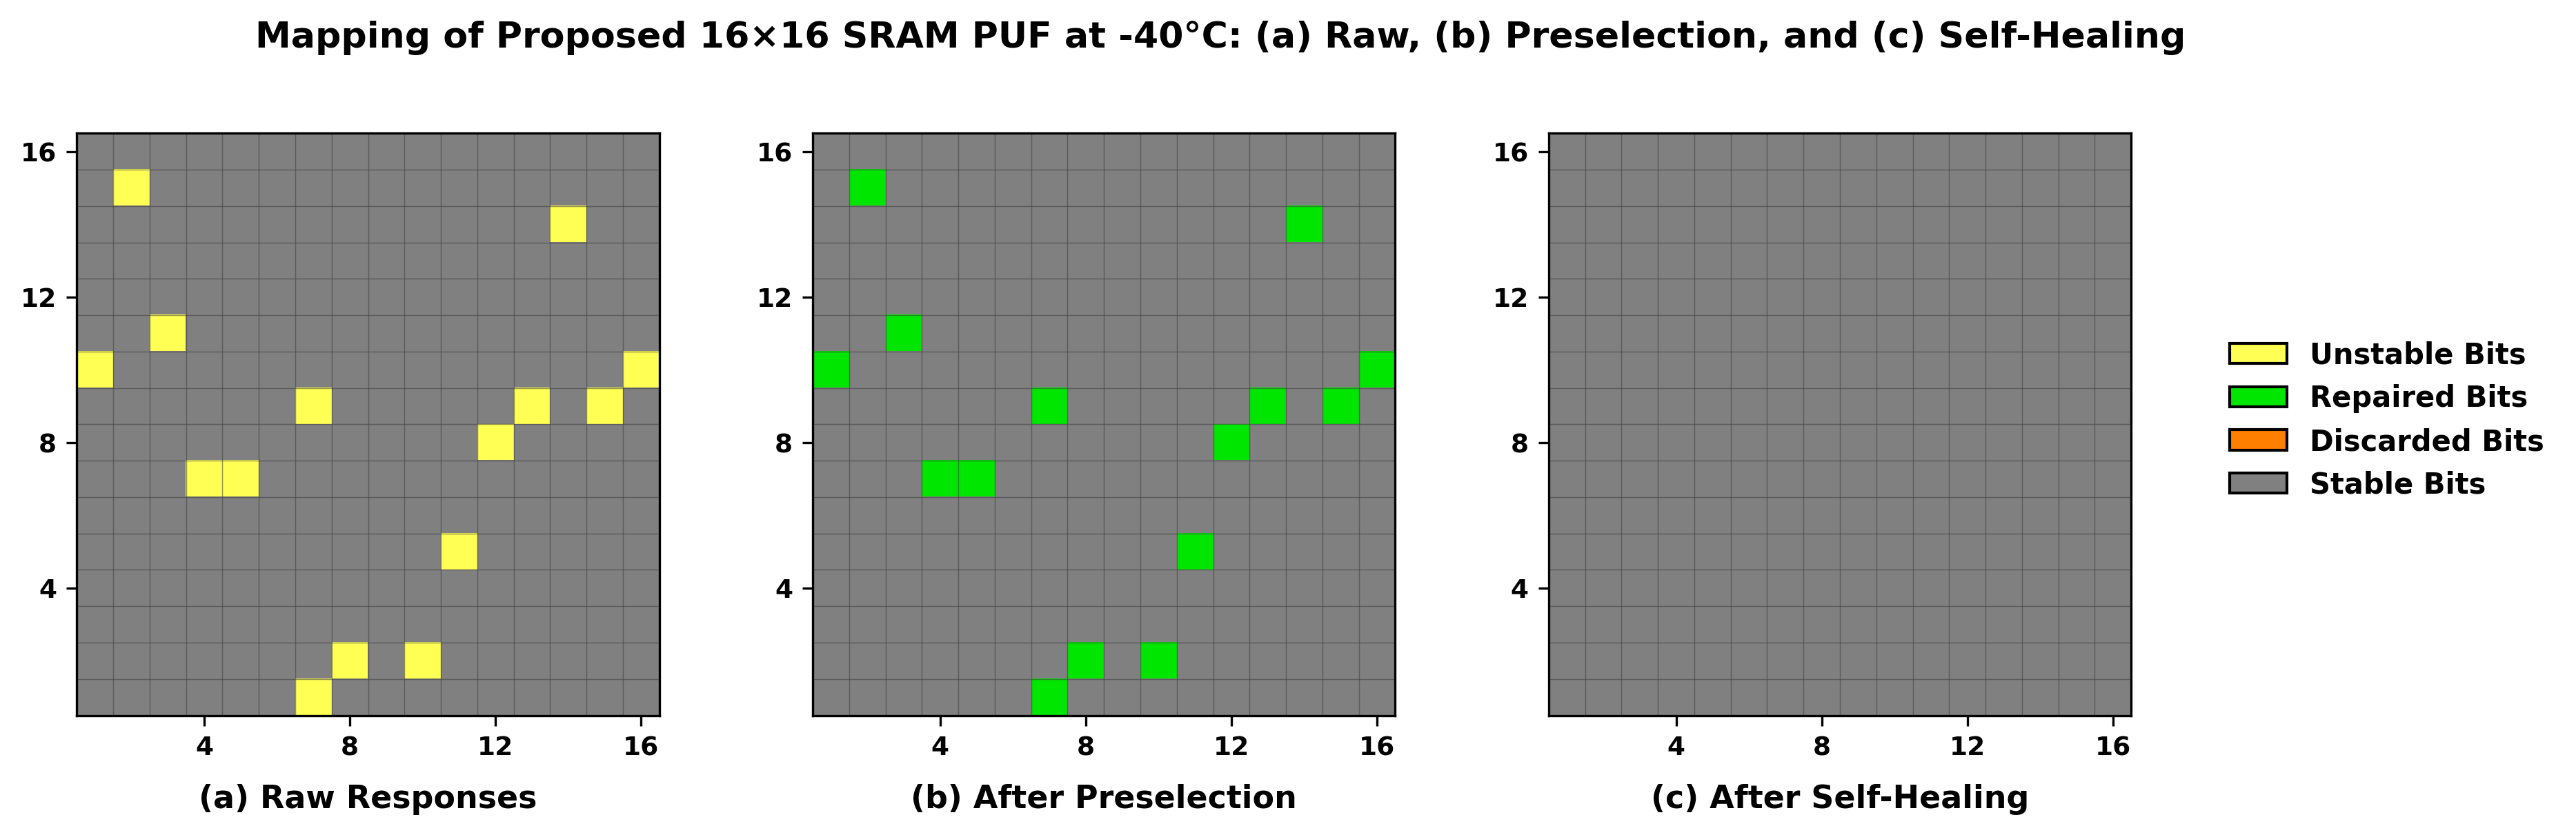 Mapping of Proposed 16×16 SRAM PUF at -40°C: (a) Raw, (b) Preselection, and (c) Self-Healing
16
12
8
4
4 8 12 16
(a) Raw Responses
16
12
8
4
4 8 12 16
(b) After Preselection
16
12
8
4
4 8 12 16
(c) After Self-Healing
Unstable Bits
Repaired Bits
Discarded Bits
Stable Bits